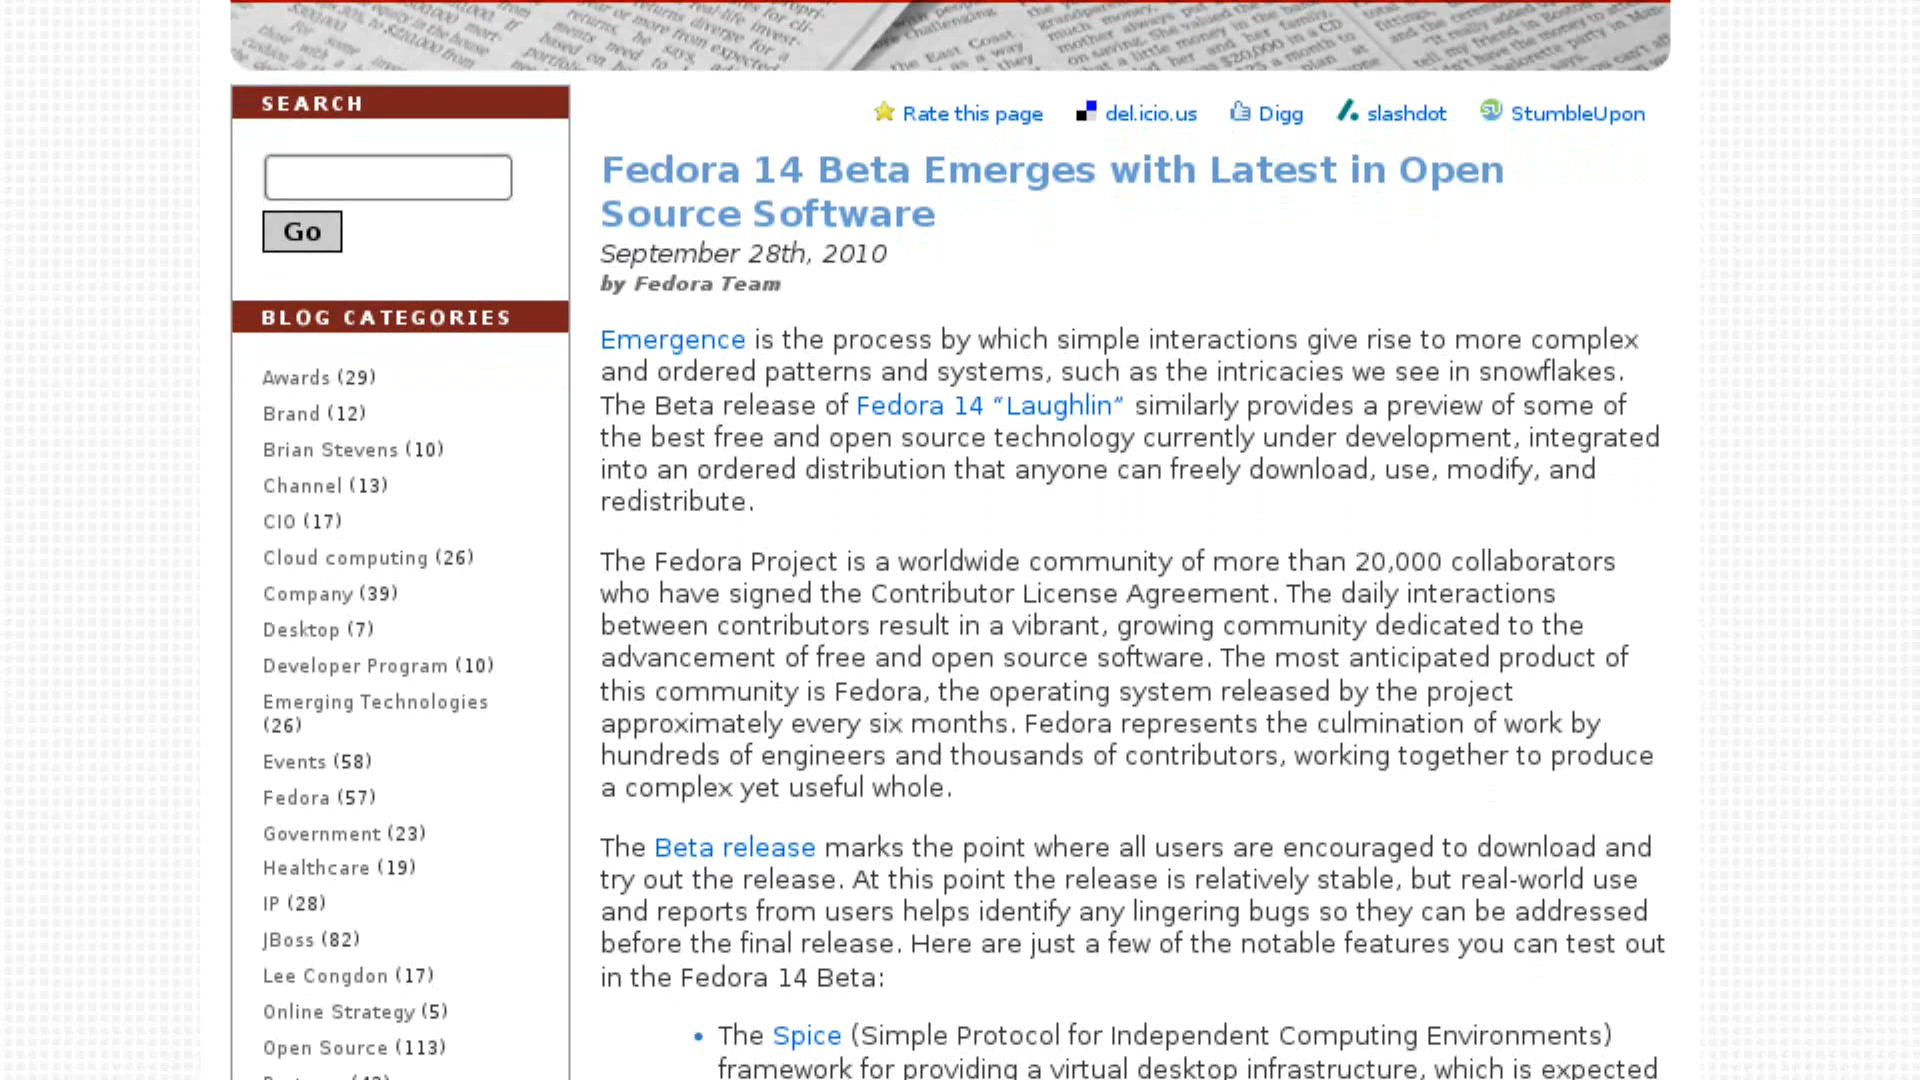 SEARCH
Go
BLOG CATEGORIES
Awards (29)
Brand (12)
Brian Stevens (10)
Channel (13)
CIO (17)
Cloud computing (26)
Company (39)
Desktop (7)
Developer Program (10)
Emerging Technologies
(26)
Events (58)
Fedora (57)
Government (23)
Healthcare (19)
IP (28)
JBoss (82)
Lee Congdon (17)
Online Strategy (5)
Open Source (113)
Rate this page del.icio.us Digg slashdot StumbleUpon
Fedora 14 Beta Emerges with Latest in Open
Source Software
September 28th, 2010
by Fedora Team
Emergence is the process by which simple interactions give rise to more complex
and ordered patterns and systems, such as the intricacies we see in snowflakes.
The Beta release of Fedora 14 “Laughlin” similarly provides a preview of some of
the best free and open source technology currently under development, integrated
into an ordered distribution that anyone can freely download, use, modify, and
redistribute.
The Fedora Project is a worldwide community of more than 20,000 collaborators
who have signed the Contributor License Agreement. The daily interactions
between contributors result in a vibrant, growing community dedicated to the
advancement of free and open source software. The most anticipated product of
this community is Fedora, the operating system released by the project
approximately every six months. Fedora represents the culmination of work by
hundreds of engineers and thousands of contributors, working together to produce
a complex yet useful whole.
The Beta release marks the point where all users are encouraged to download and
try out the release. At this point the release is relatively stable, but real-world use
and reports from users helps identify any lingering bugs so they can be addressed
before the final release. Here are just a few of the notable features you can test out
in the Fedora 14 Beta:
• The Spice (Simple Protocol for Independent Computing Environments)
framework for providing a virtual desktop infrastructure, which is expected